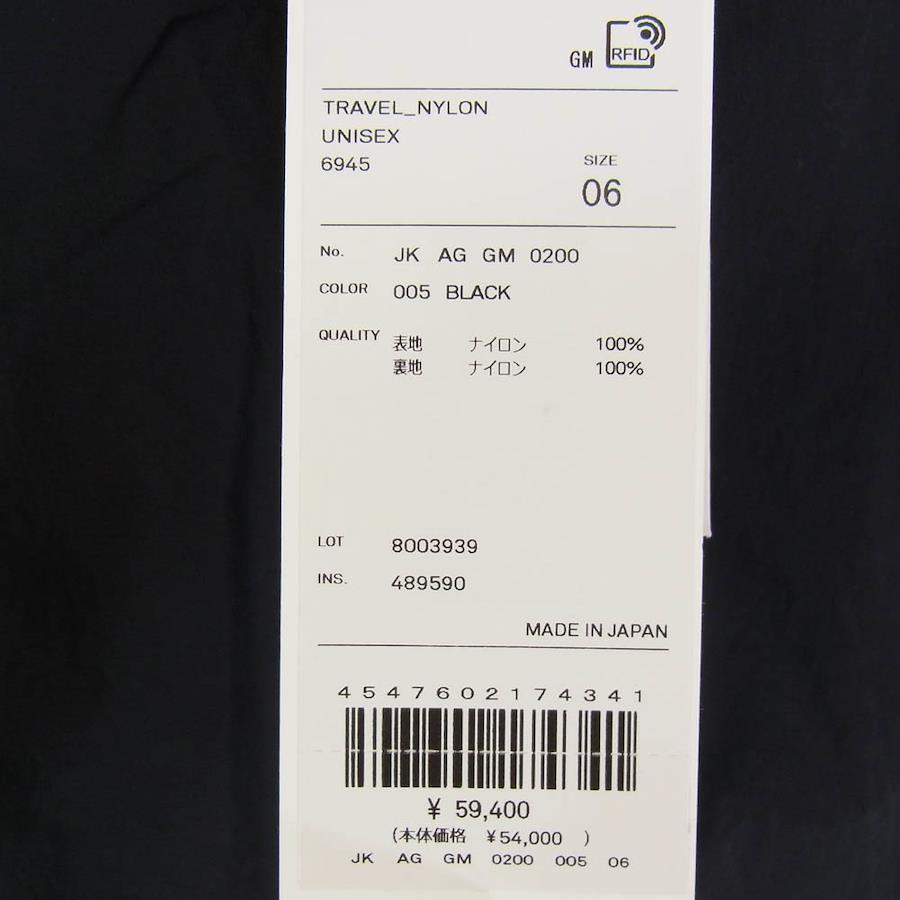 GM RFID
TRAVEL_NYLON
UNISEX
6945
SIZE
06
No. JK AG GM 0200
COLOR 005 BLACK
QUALITY 表地 ナイロン 100%
裏地 ナイロン 100%
LOT 8003939
INS. 489590
MADE IN JAPAN
4547602174341
¥ 59,400
(本体価格 ¥54,000 )
JK AG GM 0200 005 06